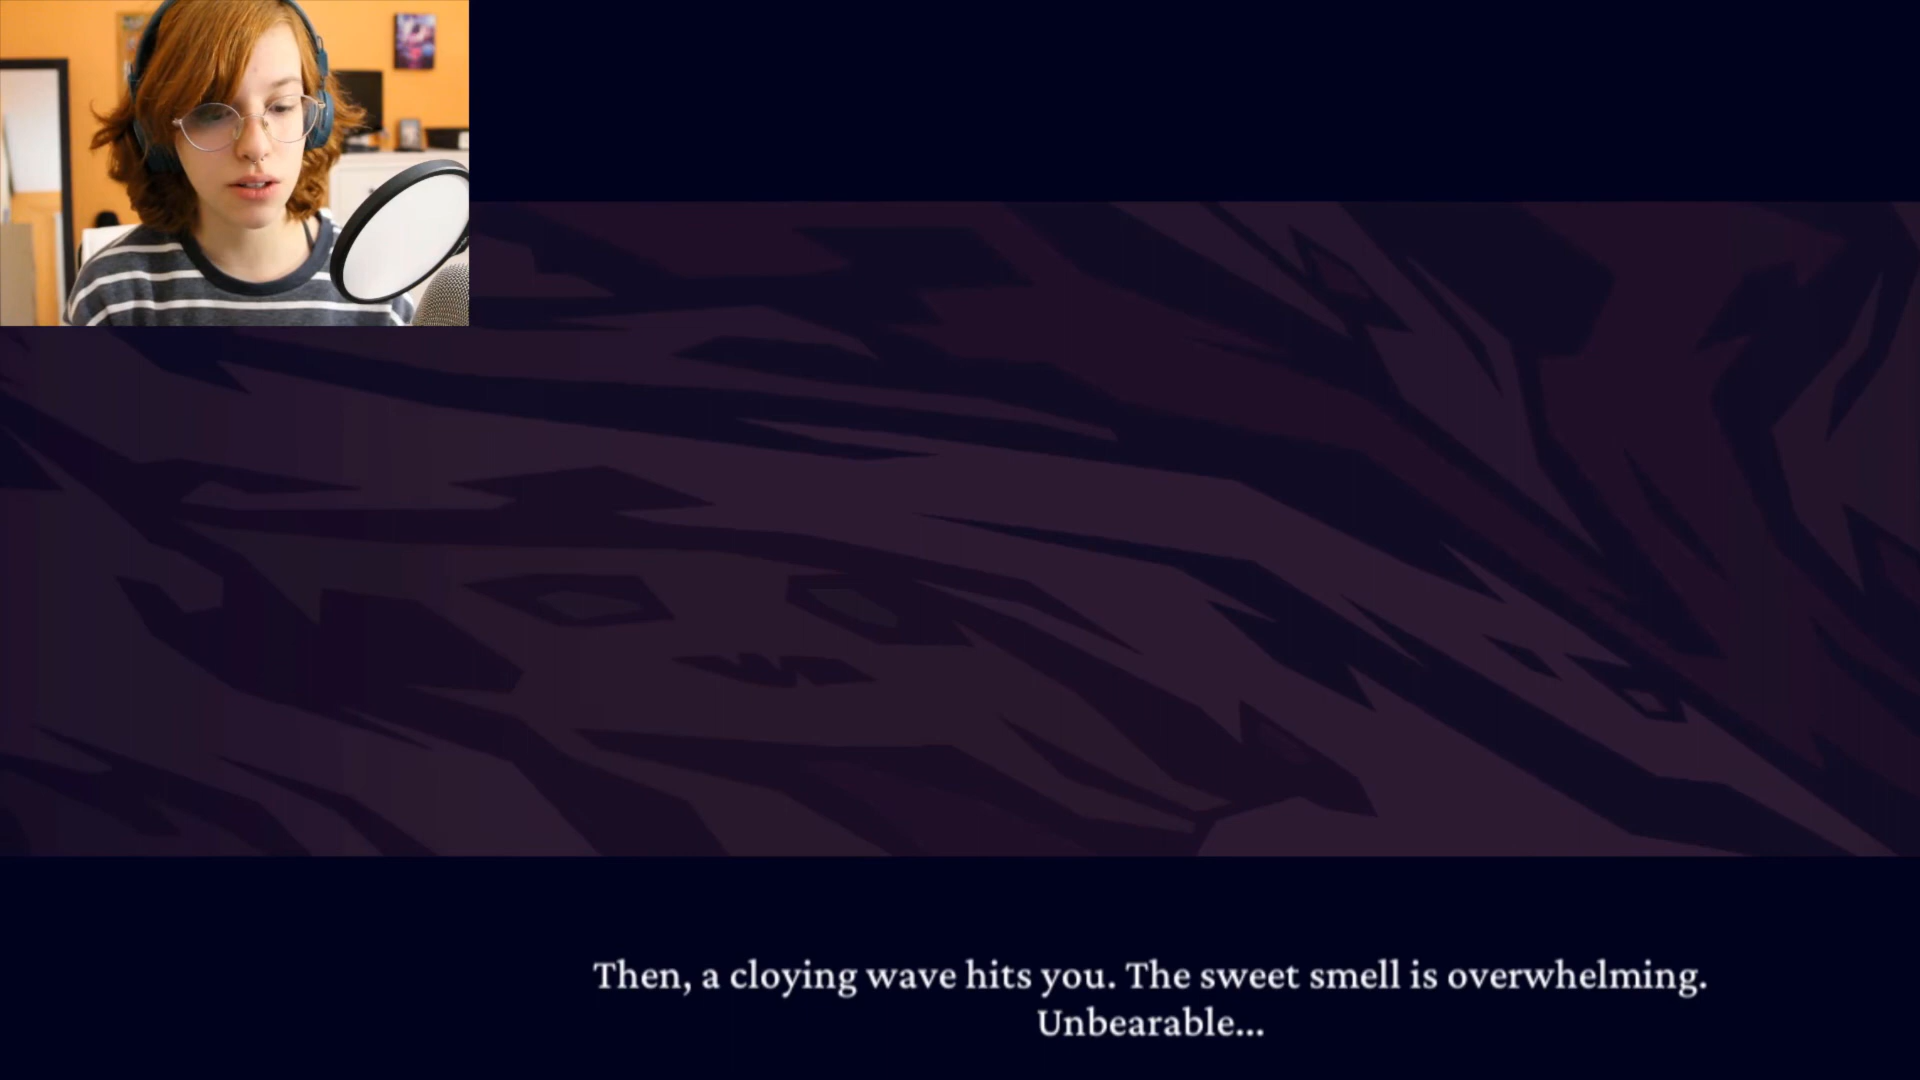 Then, a cloying wave hits you. The sweet smell is overwhelming.
Unbearable...